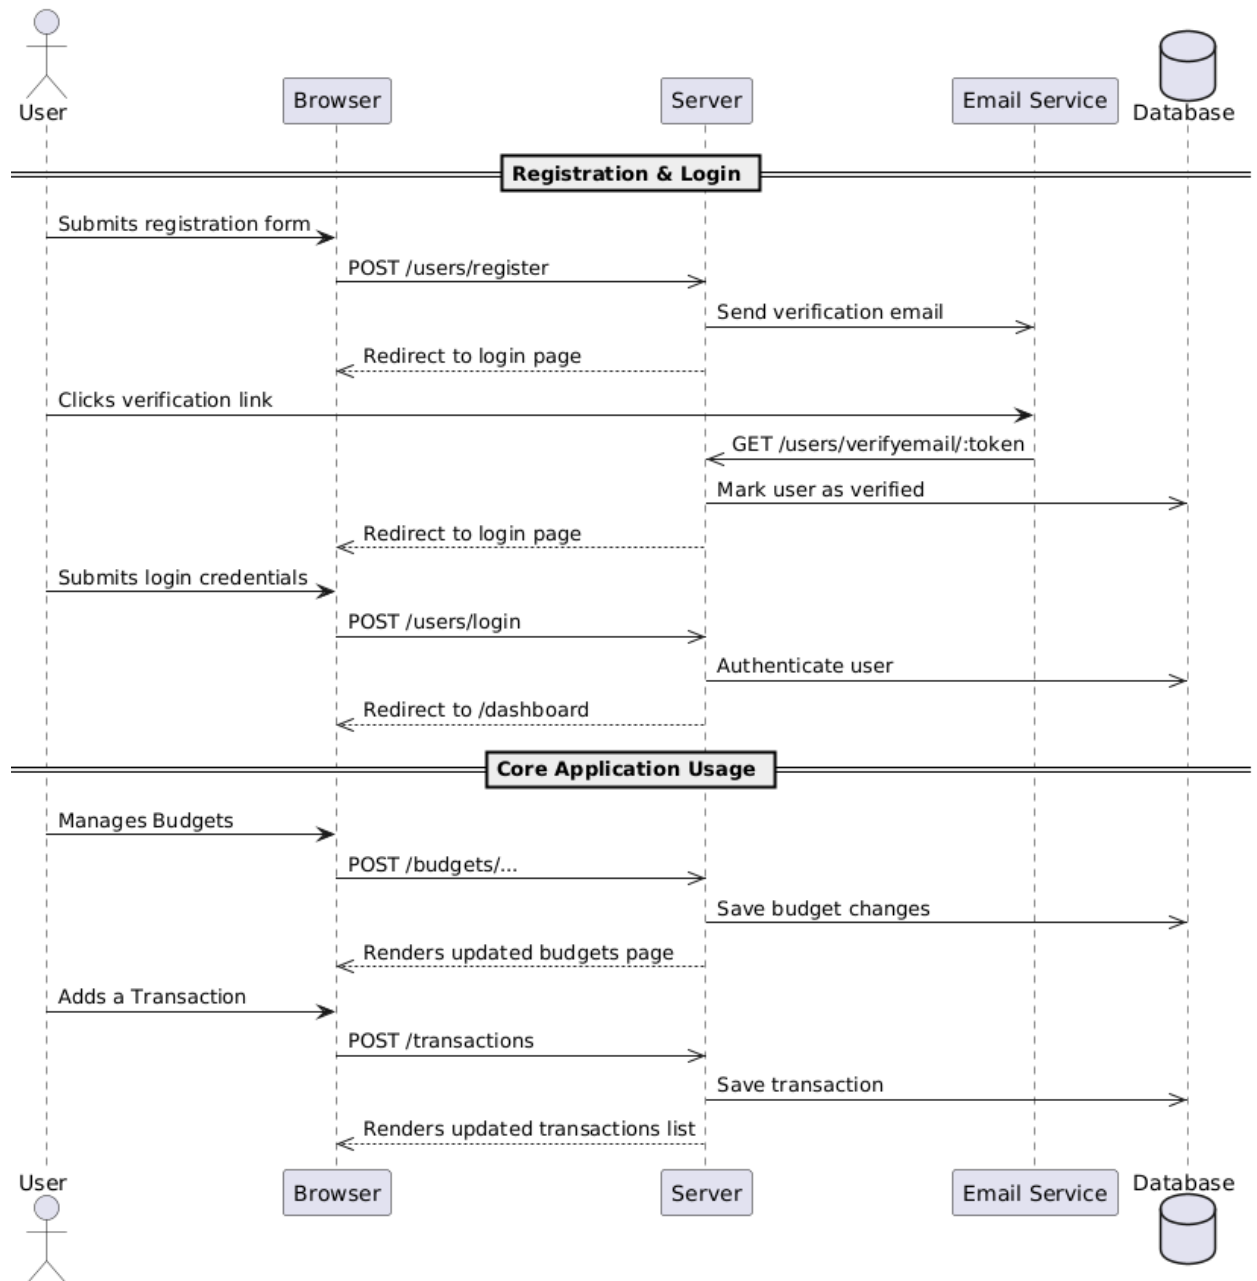 User
Browser
Server
Email Service
Database
Registration & Login
Submits registration form
POST /users/register
Send verification email
Redirect to login page
Clicks verification link
GET /users/verifyemail/:token
Mark user as verified
Redirect to login page
Submits login credentials
POST /users/login
Authenticate user
Redirect to /dashboard
Core Application Usage
Manages Budgets
POST /budgets/...
Save budget changes
Renders updated budgets page
Adds a Transaction
POST /transactions
Save transaction
Renders updated transactions list
User
Browser
Server
Email Service
Database